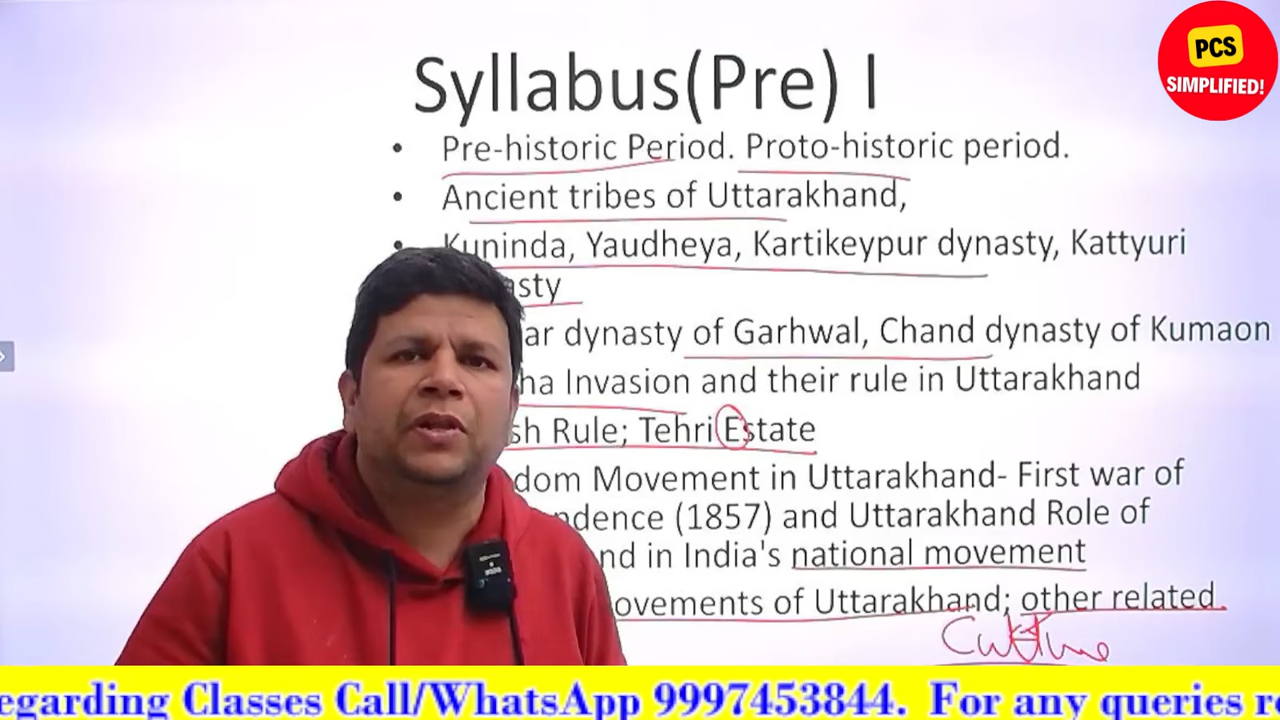 PCS
SIMPLIFIED!
Syllabus(Pre) I
• Pre-historic Period. Proto-historic period.
• Ancient tribes of Uttarakhand,
• Kuninda, Yaudheya, Kartikeypur dynasty, Kattyuri
sty
ar dynasty of Garhwal, Chand dynasty of Kumaon
ha Invasion and their rule in Uttarakhand
sh Rule; Tehri Estate
dom Movement in Uttarakhand- First war of
ndence (1857) and Uttarakhand Role of
nd in India's national movement
ovements of Uttarakhand; other related.
Culture
egarding Classes Call/WhatsApp 9997453844. For any queries re